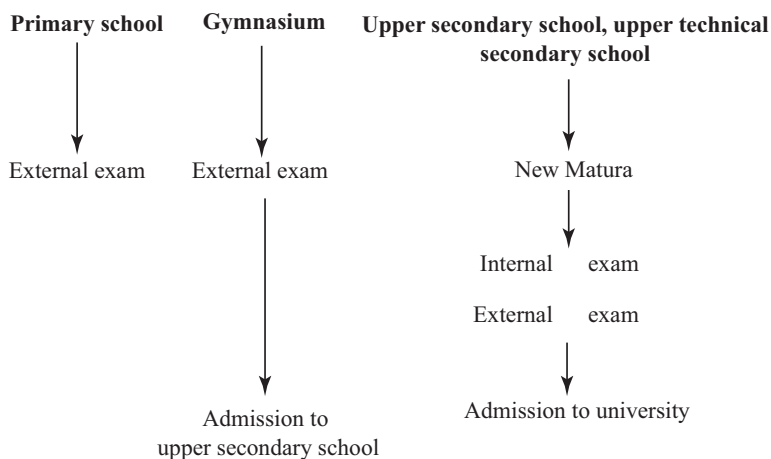 Primary school
External exam
Gymnasium
External exam
Admission to
upper secondary school
Upper secondary school, upper technical
secondary school
New Matura
Internal exam
External exam
Admission to university